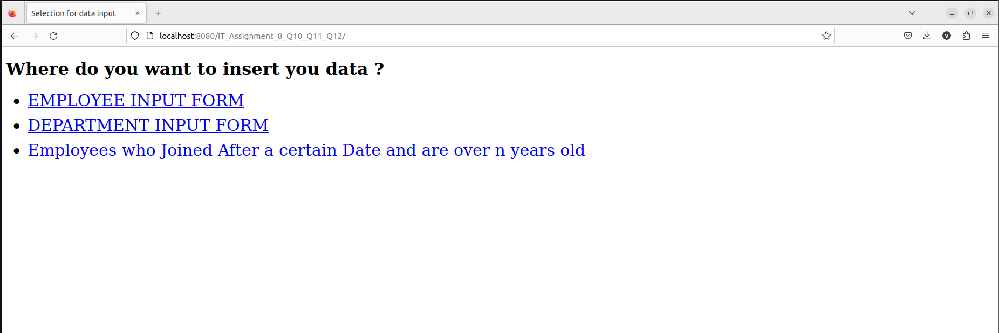 Selection for data input
localhost:8080/IT_Assignment_8_Q10_Q11_Q12/
V
Where do you want to insert you data ?
EMPLOYEE INPUT FORM
DEPARTMENT INPUT FORM
Employees who Joined After a certain Date and are over n years old